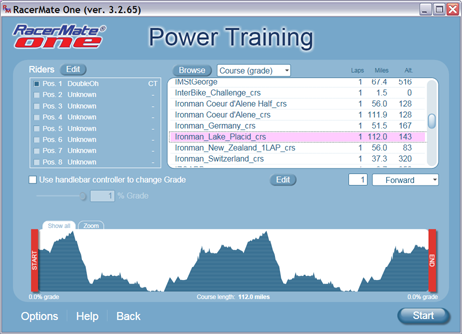 RacerMate One (ver. 3.2.65)
RacerMate
one
Power Training
Riders Edit
Browse Course (grade) Laps Miles Alt.
Pos. 1 DoubleOh CT
Pos. 2 Unknown -
Pos. 3 Unknown -
Pos. 4 Unknown -
Pos. 5 Unknown -
Pos. 6 Unknown -
Pos. 7 Unknown -
Pos. 8 Unknown -
IMStGeorge 1 67.4 516
InterBike_Challenge_crs 1 1.5 0
Ironman Coeur d'Alene Half_crs 1 56.0 128
Ironman Coeur d'Alene_crs 1 111.9 128
Ironman_Germany_crs 1 51.5 167
Ironman_Lake_Placid_crs 1 112.0 143
Ironman_New_Zealand_1LAP_crs 1 56.0 83
Ironman_Switzerland_crs 1 37.3 320
Use handlebar controller to change Grade
Edit 1 Forward
1 % Grade
Show all Zoom
START
END
0.0% grade Course length: 112.0 miles 0.0% grade
Options Help Back Start